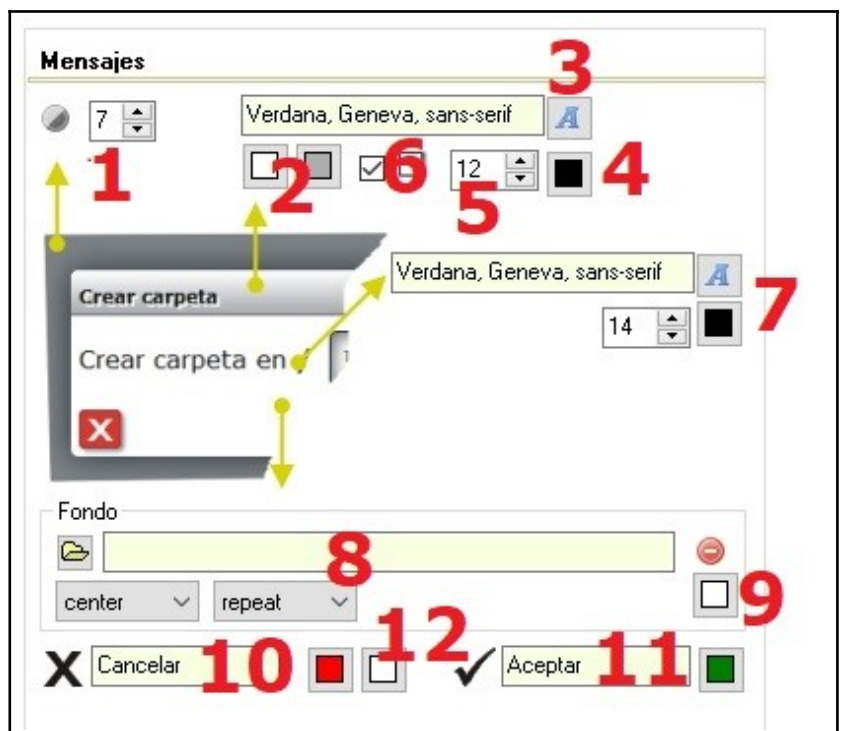 Mensajes
3
7
Verdana, Geneva, sans-serif
A
1
2
6
12
5
4
Verdana, Geneva, sans-serif
A
7
Crear carpeta
14
Crear carpeta en /
X
Fondo
8
center
repeat
9
X
Cancelar
10
12
Aceptar
11